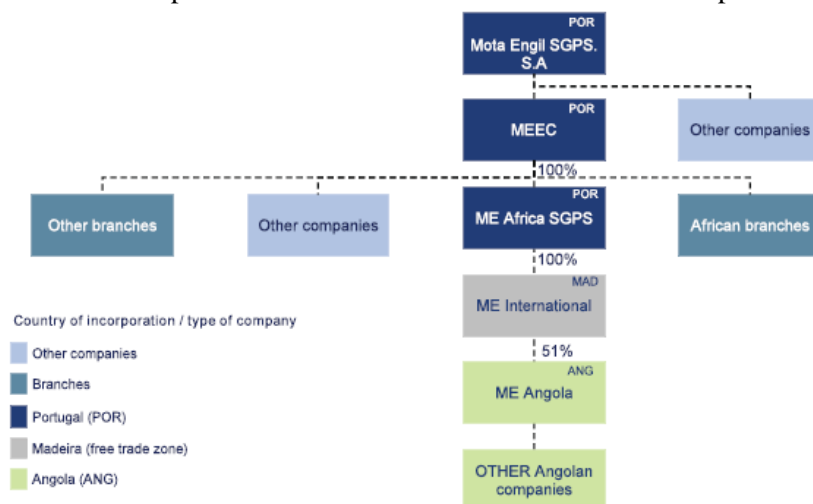 POR
Mota Engil SGPS.
S.A
POR
MEEC
Other companies
100%
POR
Other branches
Other companies
ME Africa SGPS
African branches
100%
MAD
ME International
51%
ANG
ME Angola
OTHER Angolan
companies
Country of incorporation / type of company
Other companies
Branches
Portugal (POR)
Madeira (free trade zone)
Angola (ANG)